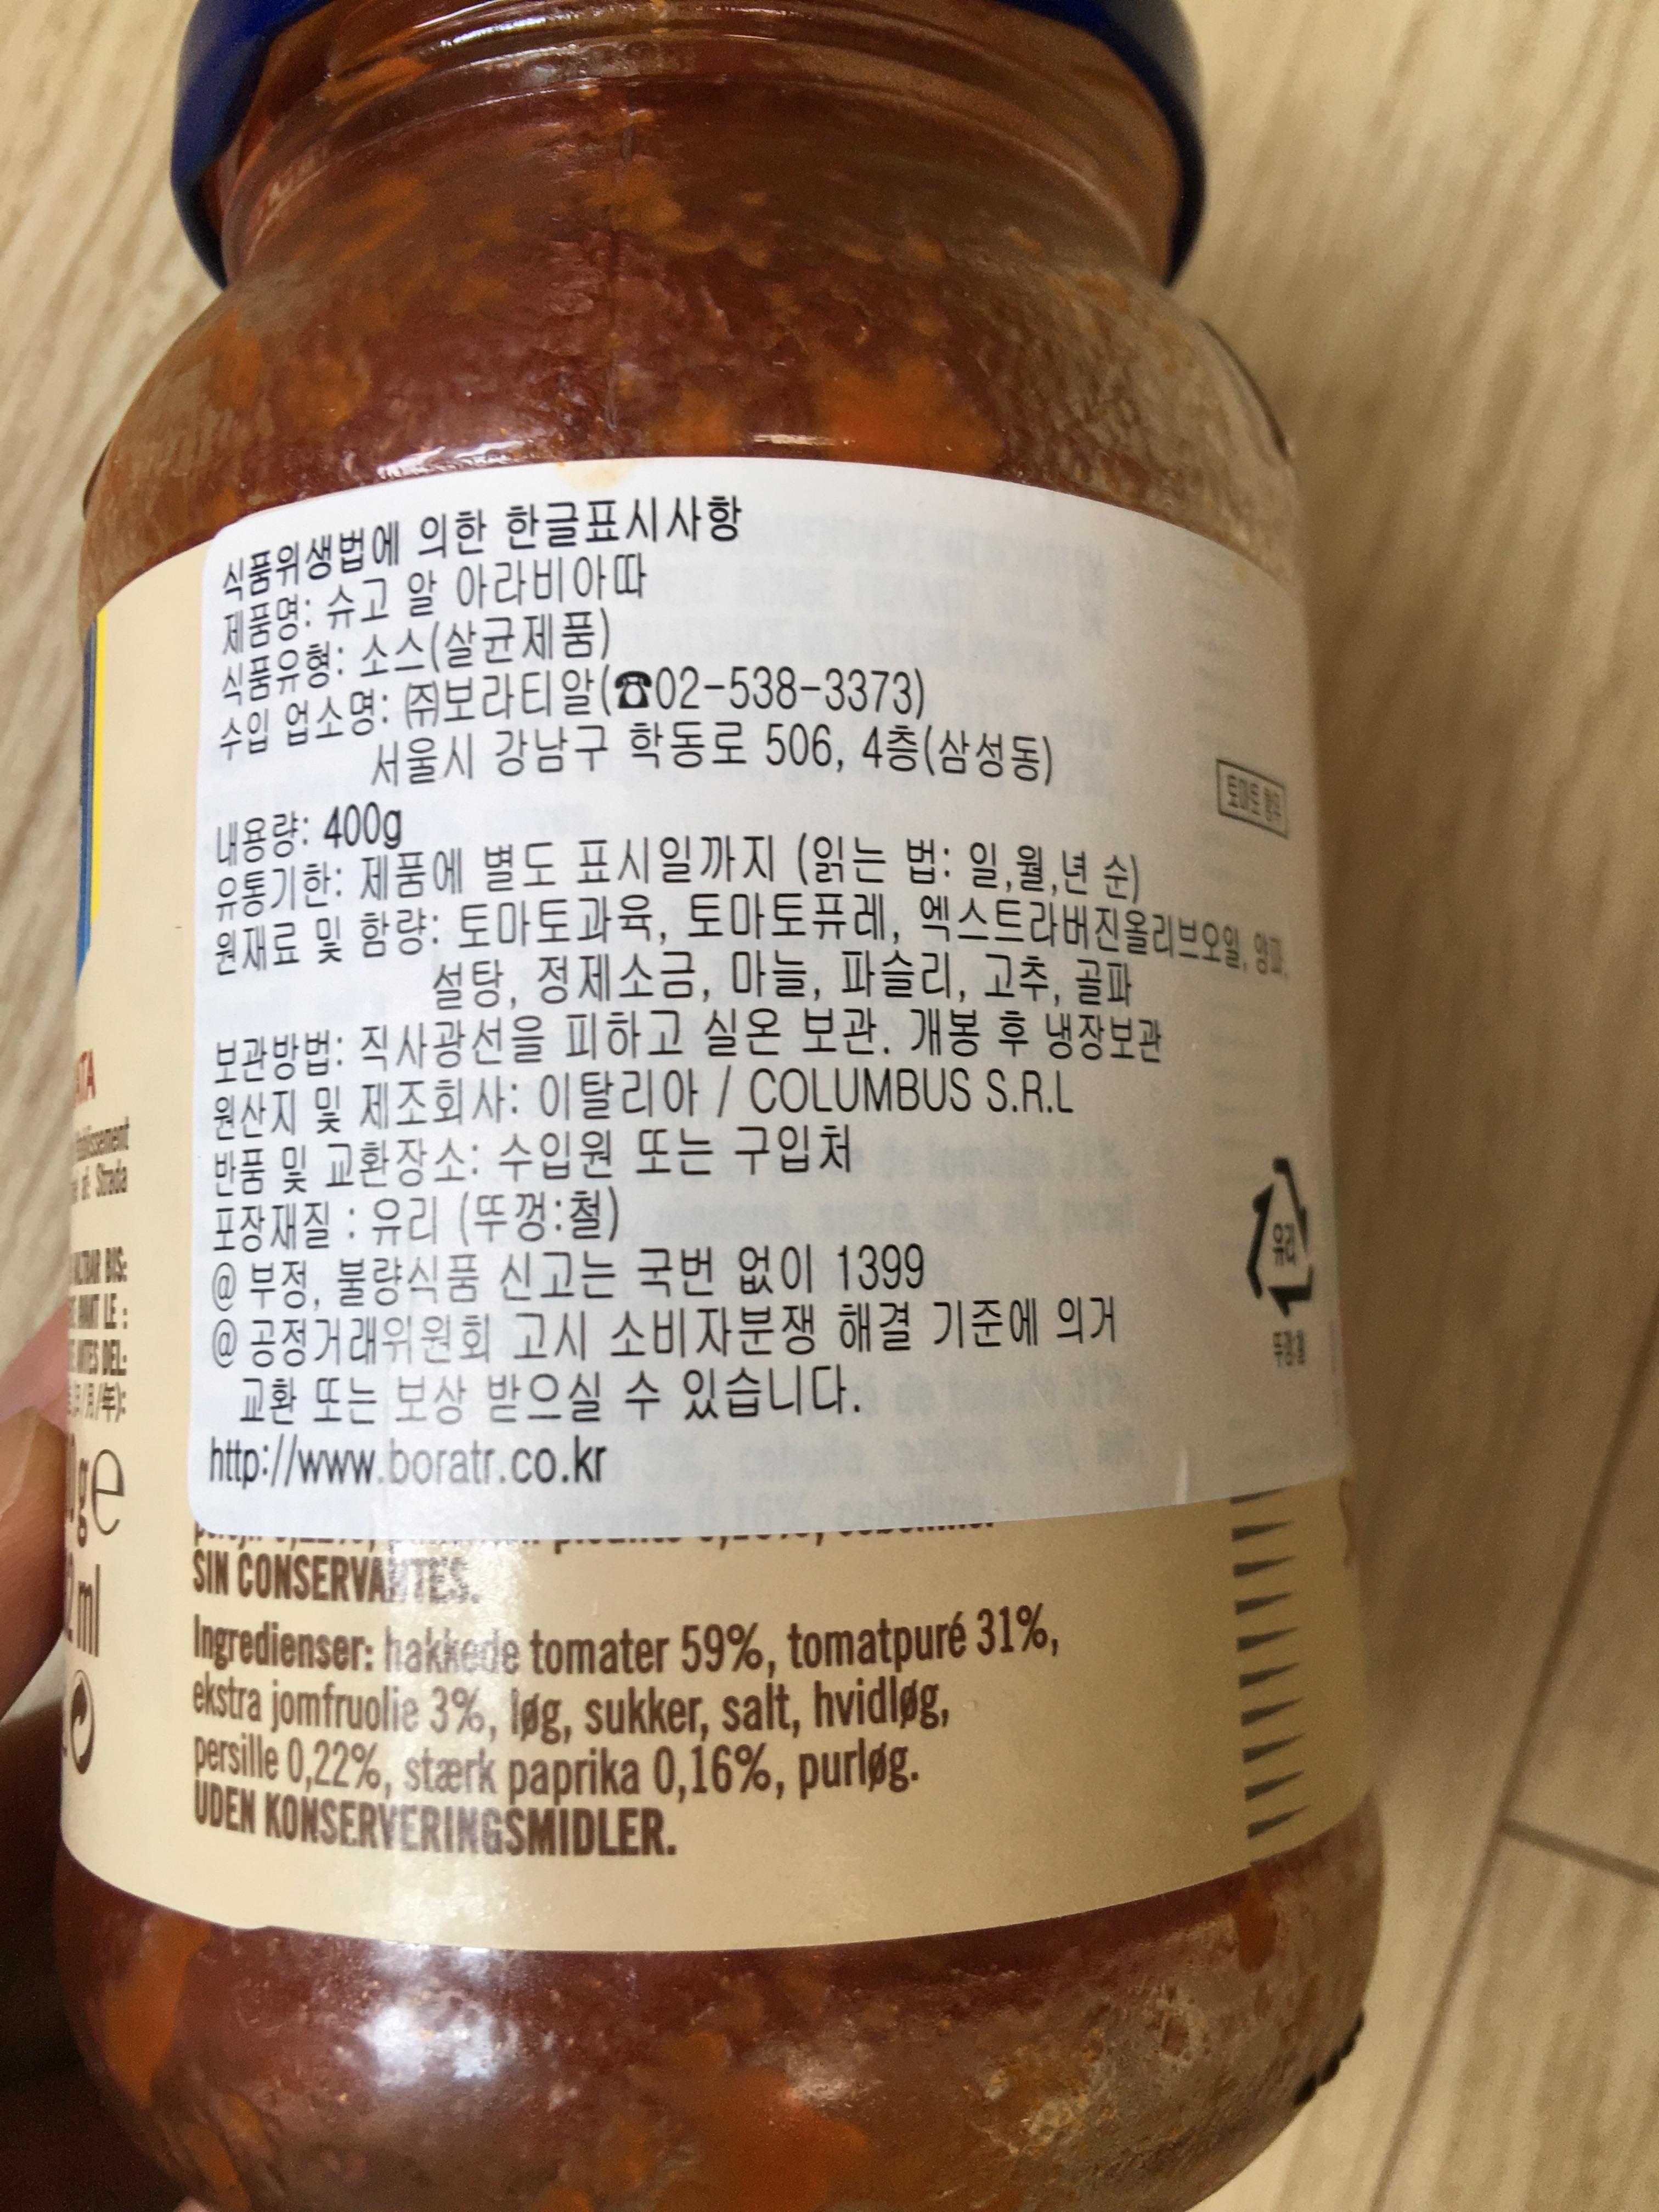 식품위생법에 의한 한글표시사항
제품명: 슈고 알 아라비아따
식품유형: 소스(살균제품)
수입 업소명: ㈜보라티알(☎02-538-3373)
서울시 강남구 학동로 506, 4층(삼성동)
토마토 함유
내용량: 400g
유통기한: 제품에 별도 표시일까지 (읽는 법: 일,월,년 순)
원재료 및 함량: 토마토과육, 토마토퓨레, 엑스트라버진올리브오일, 양파,
설탕, 정제소금, 마늘, 파슬리, 고추, 골파
보관방법: 직사광선을 피하고 실온 보관. 개봉 후 냉장보관
원산지 및 제조회사: 이탈리아 / COLUMBUS S.R.L
반품 및 교환장소: 수입원 또는 구입처
포장재질 : 유리 (뚜껑:철)
@ 부정, 불량식품 신고는 국번 없이 1399
@ 공정거래위원회 고시 소비자분쟁 해결 기준에 의거
교환 또는 보상 받으실 수 있습니다.
http://www.boratr.co.kr
유리
SIN CONSERVANTES.
Ingredienser: hakkede tomater 59%, tomatpuré 31%,
ekstra jomfruolie 3%, løg, sukker, salt, hvidløg,
persille 0,22%, stærk paprika 0,16%, purløg.
UDEN KONSERVERINGSMIDLER.